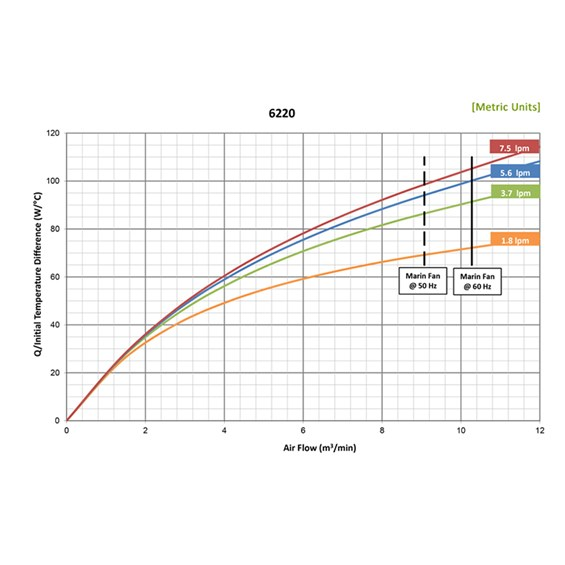 [Metric Units]
6220
Q/Initial Temperature Difference (W/°C)
120
100
80
60
40
20
0
7.5 lpm
5.6 lpm
3.7 lpm
1.8 lpm
Marin Fan
@ 50 Hz
Marin Fan
@ 60 Hz
0 2 4 6 8 10 12
Air Flow (m³/min)